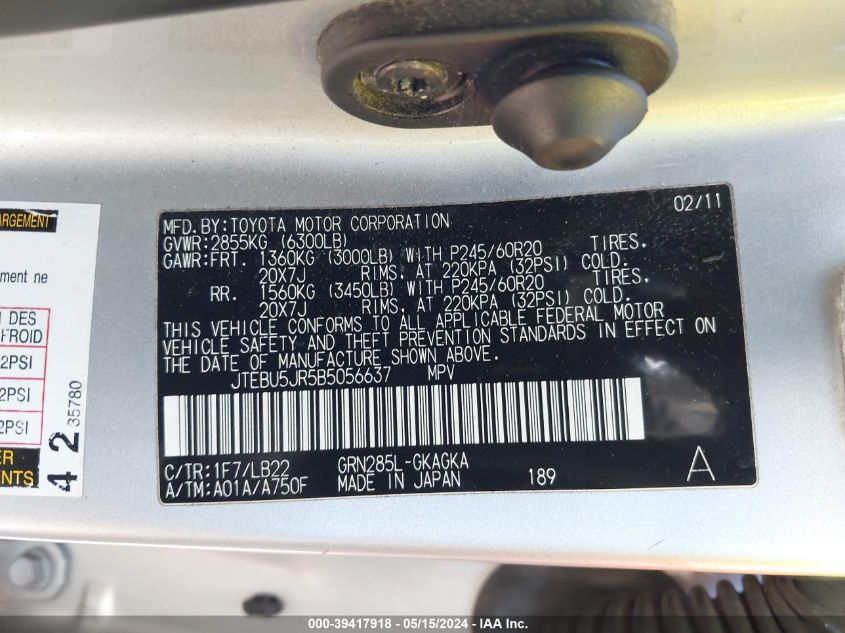 ARGEMENT
ement ne
DES
FROID
2PSI
2PSI
2PSI
ER
ENTS
4 2 35780
02/11
MFD.BY:TOYOTA MOTOR CORPORATION
GVWR:2855KG (6300LB)
GAWR:FRT. 1360KG (3000LB) WITH P245/60R20 TIRES.
20X7J RIMS, AT 220KPA (32PSI) COLD.
RR. 1560KG (3450LB) WITH P245/60R20 TIRES.
20X7J RIMS, AT 220KPA (32PSI) COLD.
THIS VEHICLE CONFORMS TO ALL APPLICABLE FEDERAL MOTOR
VEHICLE SAFETY AND THEFT PREVENTION STANDARDS IN EFFECT ON
THE DATE OF MANUFACTURE SHOWN ABOVE.
JTEBU5JR5B5056637 MPV
C/TR:1F7/LB22 GRN285L-GKAGKA
A/TM:A01A/A750F MADE IN JAPAN 189 A
000-39417918 - 05/15/2024 - IAA Inc.